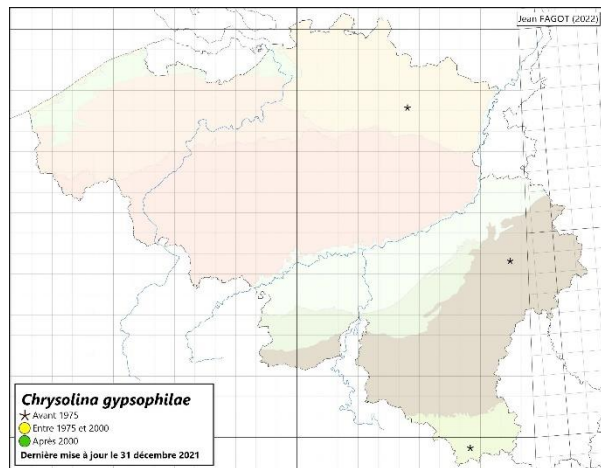 Jean FAGOT (2022)
Chrysolina gypsophilae
Avant 1975
Entre 1975 et 2000
Après 2000
Dernière mise à jour le 31 décembre 2021